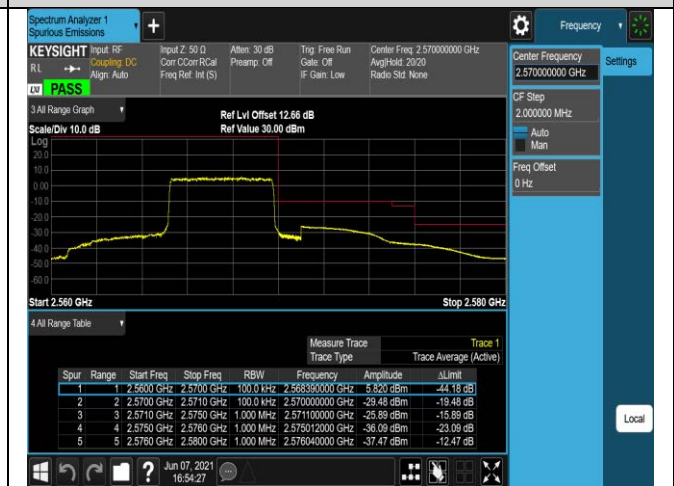 Spectrum Analyzer 1
Spurious Emissions
+
Frequency
KEYSIGHT Input: RF Input Z: 50 Ω Atten: 30 dB Trig: Free Run Center Freq: 2.570000000 GHz
RL Coupling: DC Corr CCorr RCal Preamp: Off Gate: Off Avg|Hold: 20/20
Align: Auto Freq Ref: Int (S) IF Gain: Low Radio Std: None
LXI PASS
Center Frequency
2.570000000 GHz
Settings
CF Step
2.000000 MHz
Auto
Man
Freq Offset
0 Hz
3 All Range Graph
Ref Lvl Offset 12.66 dB
Scale/Div 10.0 dB Ref Value 30.00 dBm
Log
20.0
10.0
0.00
-10.0
-20.0
-30.0
-40.0
-50.0
-60.0
Start 2.560 GHz Stop 2.580 GHz
4 All Range Table
Measure Trace Trace 1
Trace Type Trace Average (Active)
Spur Range Start Freq Stop Freq RBW Frequency Amplitude ΔLimit
1 1 2.5600 GHz 2.5700 GHz 100.0 kHz 2.568390000 GHz 5.820 dBm -44.18 dB
2 2 2.5700 GHz 2.5710 GHz 100.0 kHz 2.570000000 GHz -29.48 dBm -19.48 dB
3 3 2.5710 GHz 2.5750 GHz 1.000 MHz 2.571100000 GHz -25.89 dBm -15.89 dB
4 4 2.5750 GHz 2.5760 GHz 1.000 MHz 2.575012000 GHz -36.09 dBm -23.09 dB
5 5 2.5760 GHz 2.5800 GHz 1.000 MHz 2.576040000 GHz -37.47 dBm -12.47 dB
Local
? Jun 07, 2021
16:54:27